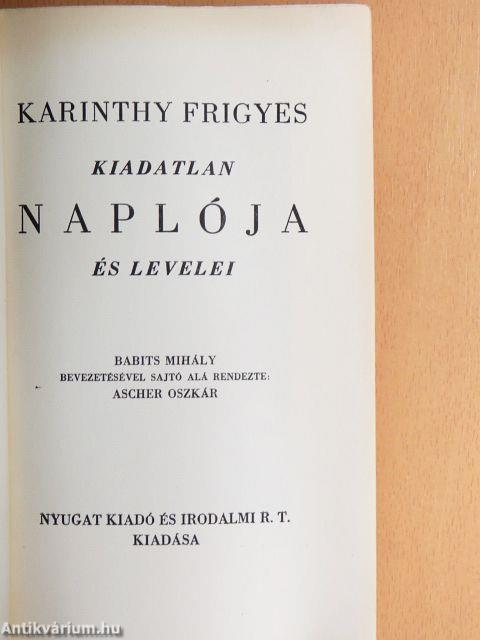 KARINTHY FRIGYES
KIADATLAN
NAPLÓJA
ÉS LEVELEI
BABITS MIHÁLY
BEVEZETÉSÉVEL SAJTÓ ALÁ RENDEZTE:
ASCHER OSZKÁR
NYUGAT KIADÓ ÉS IRODALMI R. T.
KIADÁSA
Antikvárium.hu